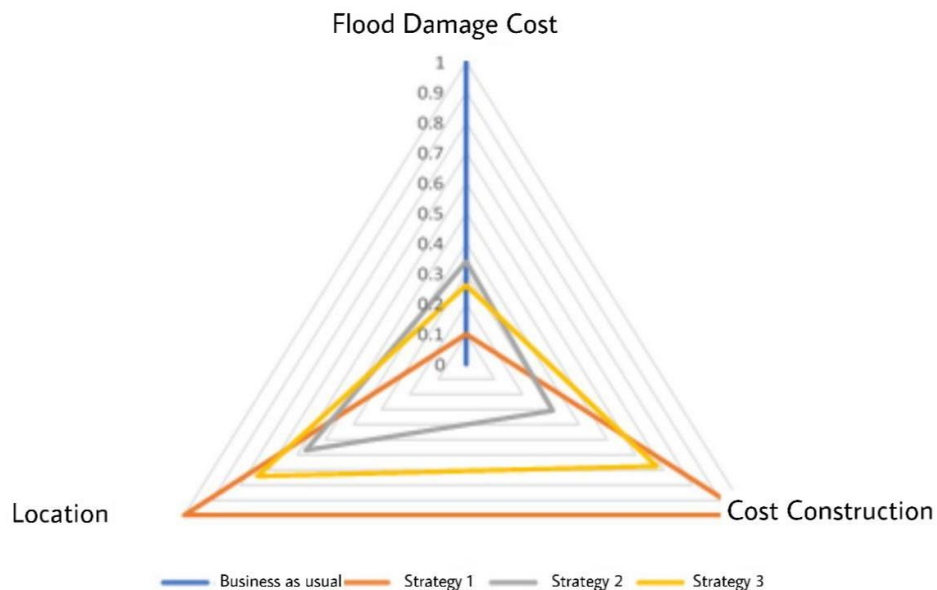 Flood Damage Cost
1
0.9
0.8
0.7
0.6
0.5
0.4
0.3
0.2
0.1
0
Location
Cost Construction
Business as usual Strategy 1 Strategy 2 Strategy 3